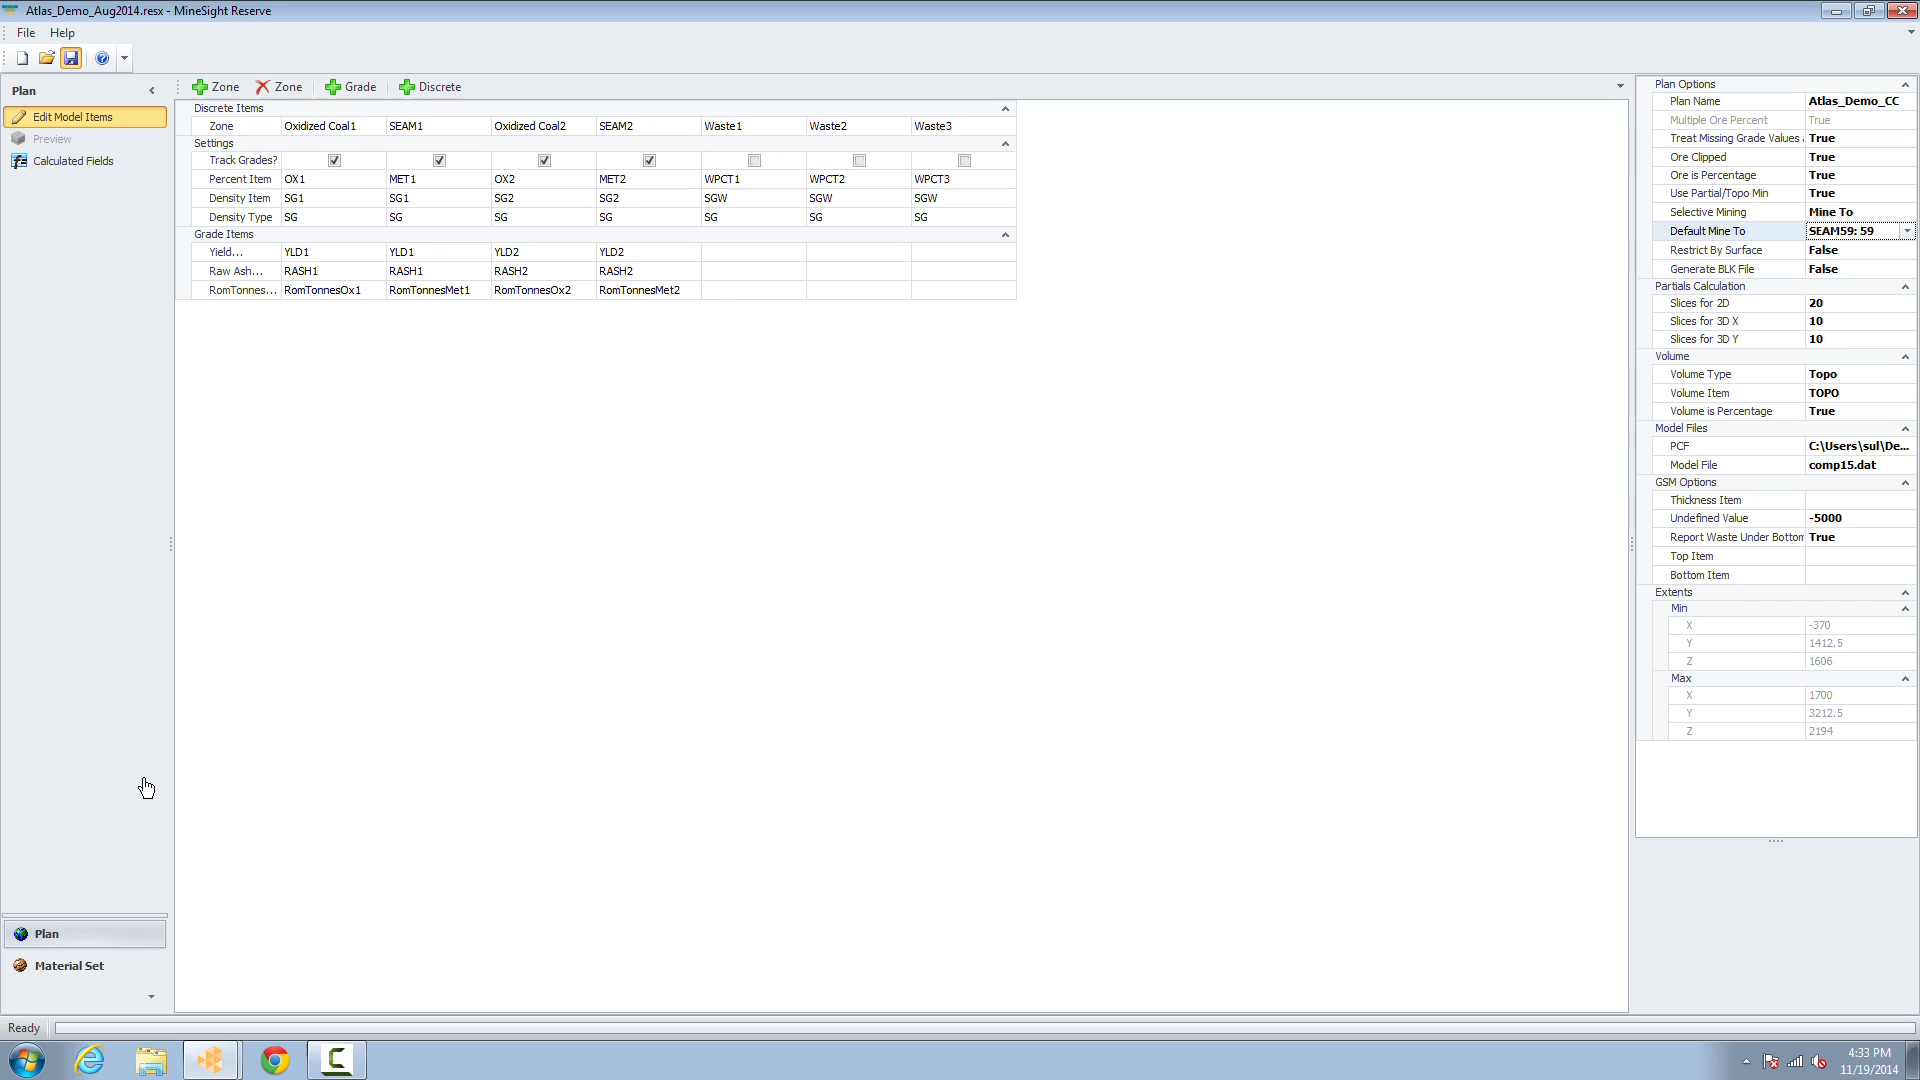 Atlas_Demo_Aug2014.resx - MineSight Reserve
File Help
Plan
Edit Model Items
Preview
Calculated Fields
Plan
Material Set
Zone Zone Grade Discrete
Discrete Items
Zone Oxidized Coal1 SEAM1 Oxidized Coal2 SEAM2 Waste1 Waste2 Waste3
Settings
Track Grades?
Percent Item OX1 MET1 OX2 MET2 WPCT1 WPCT2 WPCT3
Density Item SG1 SG1 SG2 SG2 SGW SGW SGW
Density Type SG SG SG SG SG SG SG
Grade Items
Yield... YLD1 YLD1 YLD2 YLD2
Raw Ash... RASH1 RASH1 RASH2 RASH2
RomTonnes... RomTonnesOx1 RomTonnesMet1 RomTonnesOx2 RomTonnesMet2
Plan Options
Plan Name Atlas_Demo_CC
Multiple Ore Percent True
Treat Missing Grade Values True
Ore Clipped True
Ore is Percentage True
Use Partial/Topo Min True
Selective Mining Mine To
Default Mine To SEAM59: 59
Restrict By Surface False
Generate BLK File False
Partials Calculation
Slices for 2D 20
Slices for 3D X 10
Slices for 3D Y 10
Volume
Volume Type Topo
Volume Item TOPO
Volume is Percentage True
Model Files
PCF C:\Users\sul\De...
Model File comp15.dat
GSM Options
Thickness Item
Undefined Value -5000
Report Waste Under Bottom True
Top Item
Bottom Item
Extents
Min
X -370
Y 1412.5
Z 1606
Max
X 1700
Y 3212.5
Z 2194
Ready
4:33 PM
11/19/2014